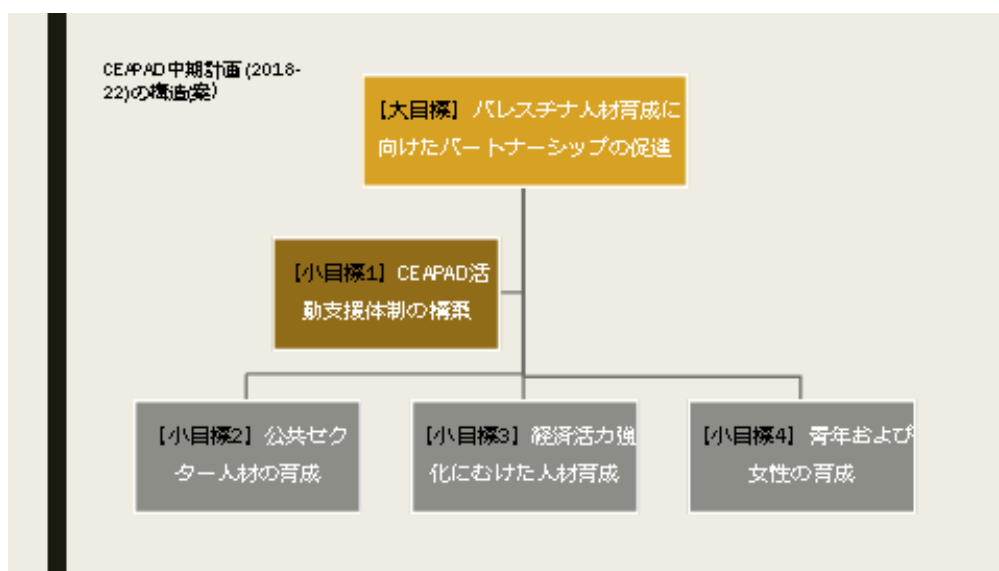 CEAPAD中期計画(2018-
22)の構造(案)
【大目標】パレスチナ人材育成に
向けたパートナーシップの促進
【小目標1】CEAPAD活
動支援体制の構築
【小目標2】公共セク
ター人材の育成
【小目標3】経済活力強
化にむけた人材育成
【小目標4】青年および
女性の育成